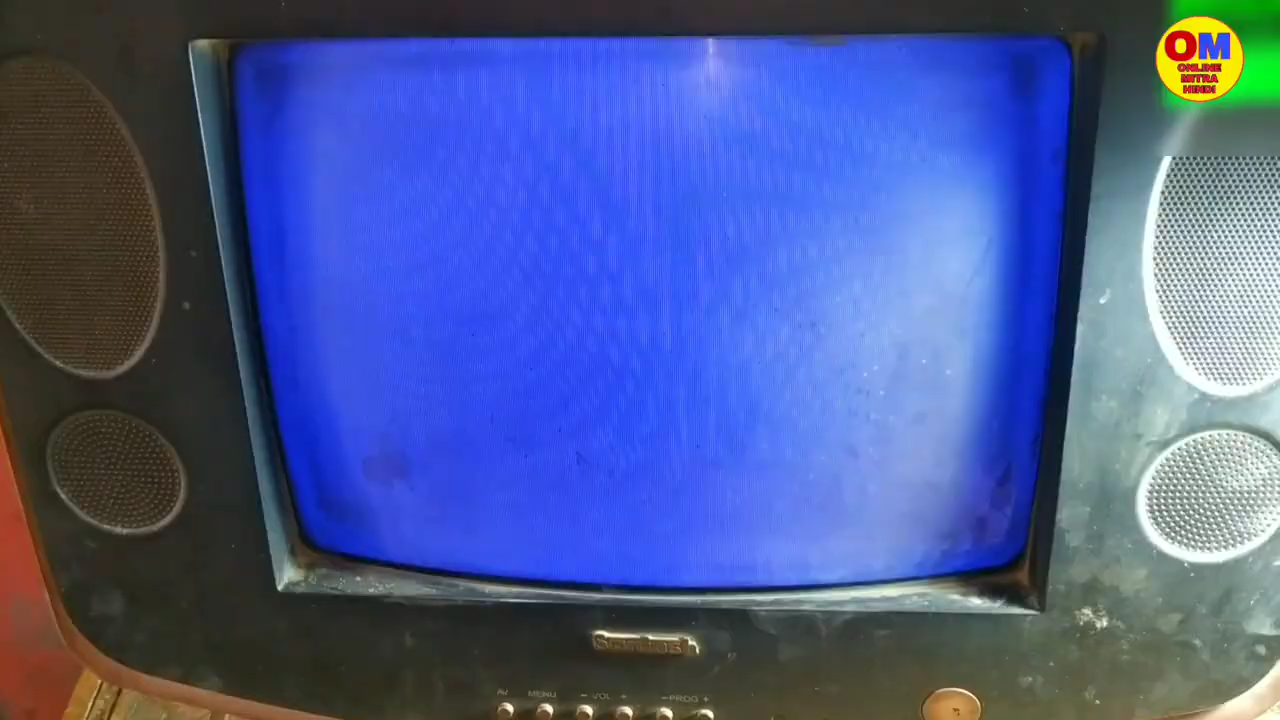 OM
ONLINE
MITRA
HINDI
AV MENU - VOL + - PROG +